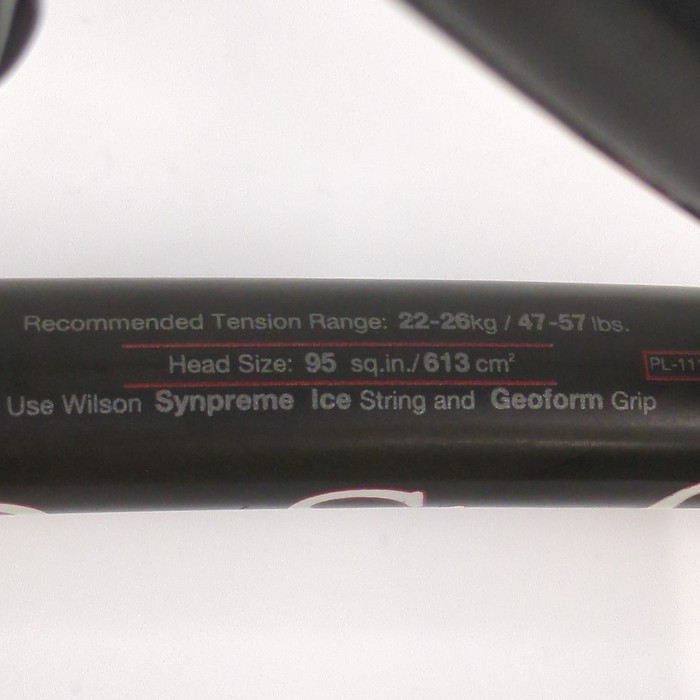 Recommended Tension Range: 22-26kg / 47-57 lbs.
Head Size: 95 sq.in./613 cm²
Use Wilson Synpreme Ice String and Geoform Grip